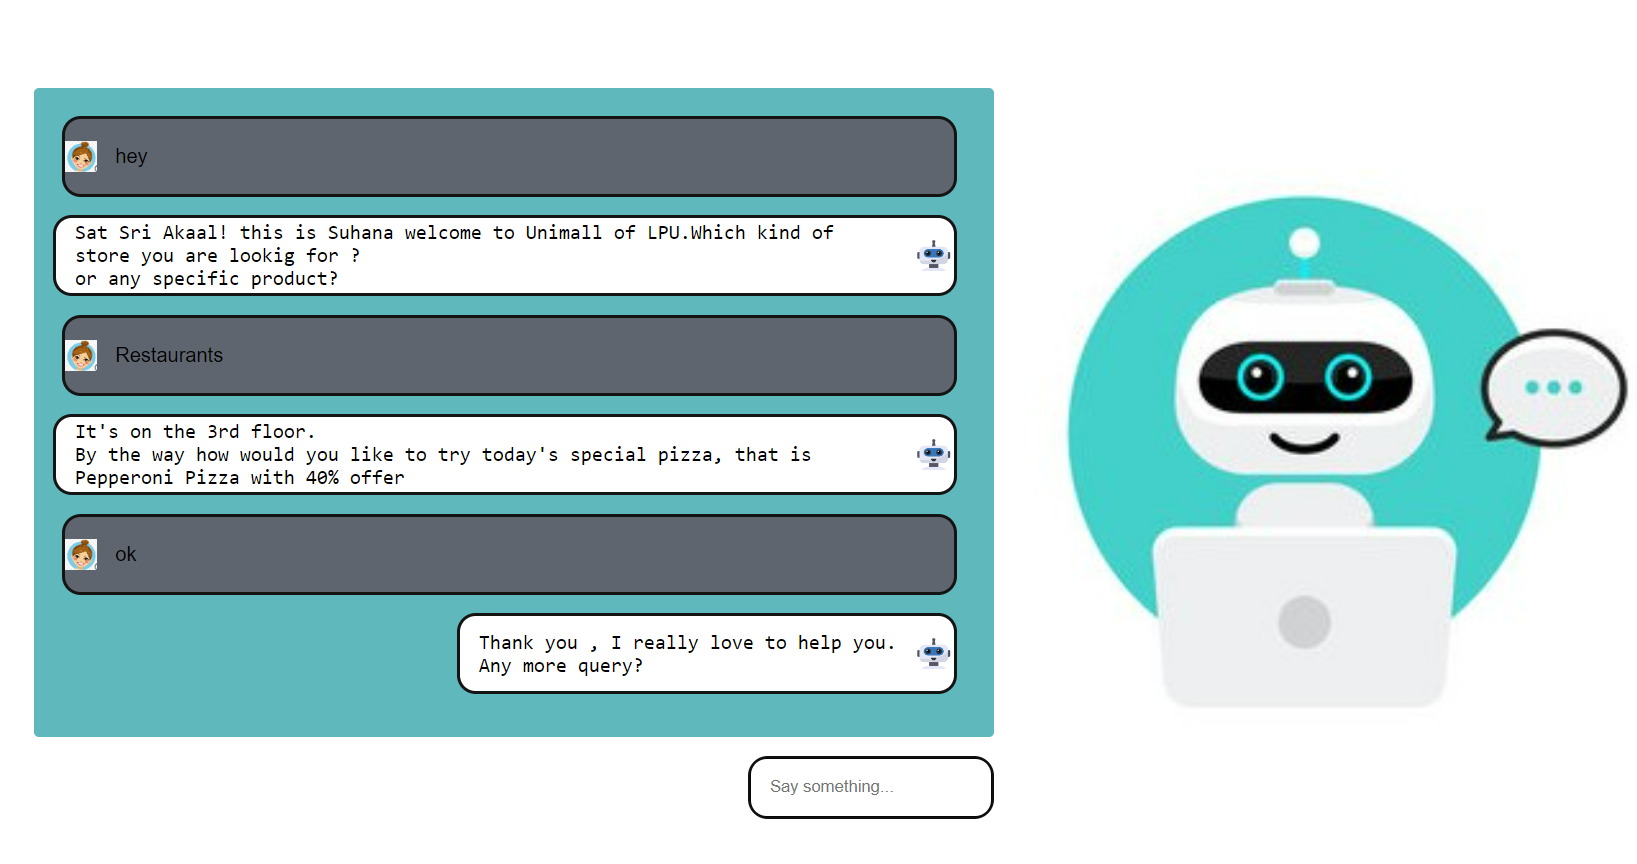 hey
Sat Sri Akaal! this is Suhana welcome to Unimall of LPU.Which kind of
store you are lookig for ?
or any specific product?
Restaurants
It's on the 3rd floor.
By the way how would you like to try today's special pizza, that is
Pepperoni Pizza with 40% offer
ok
Thank you , I really love to help you.
Any more query?
Say something...